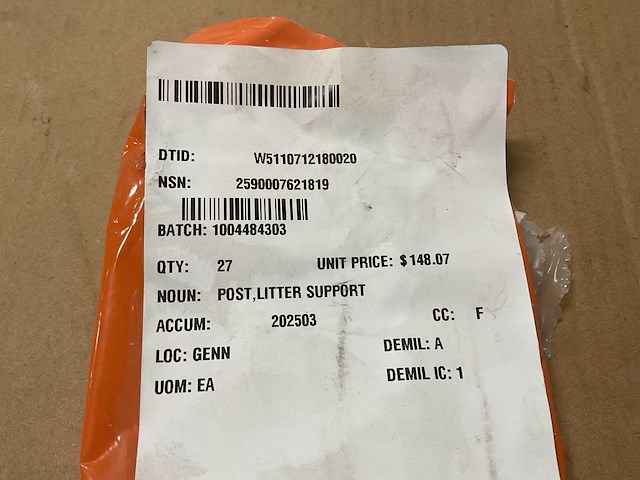 DTID: W5110712180020
NSN: 2590007621819
BATCH: 1004484303
QTY: 27 UNIT PRICE: $148.07
NOUN: POST,LITTER SUPPORT
ACCUM: 202503 CC: F
LOC: GENN DEMIL: A
UOM: EA DEMIL IC: 1